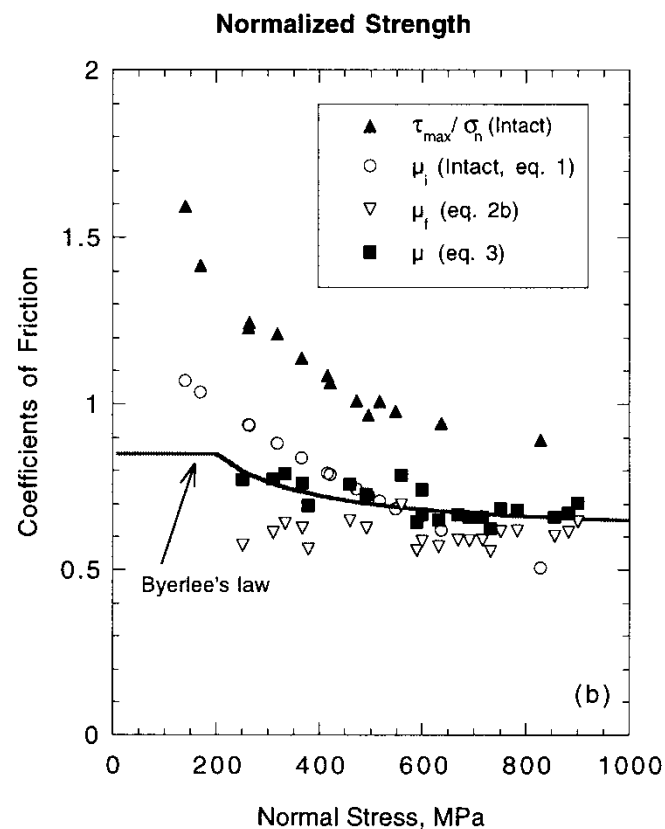 Normalized Strength
2
1.5
1
0.5
0
Coefficients of Friction
τmax/ σn (Intact)
μi (Intact, eq. 1)
μf (eq. 2b)
μ (eq. 3)
Byerlee's law
(b)
0 200 400 600 800 1000
Normal Stress, MPa